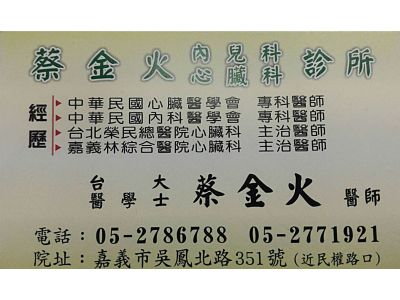 蔡金火內兒科心臟科診所
經歷
▶中華民國心臟醫學會 專科醫師
▶中華民國內科醫學會 專科醫師
▶台北榮民總醫院心臟科 主治醫師
▶嘉義林綜合醫院心臟科 主治醫師
台大醫學士 蔡金火 醫師
電話：05-2786788 05-2771921
院址：嘉義市吳鳳北路351號(近民權路口)